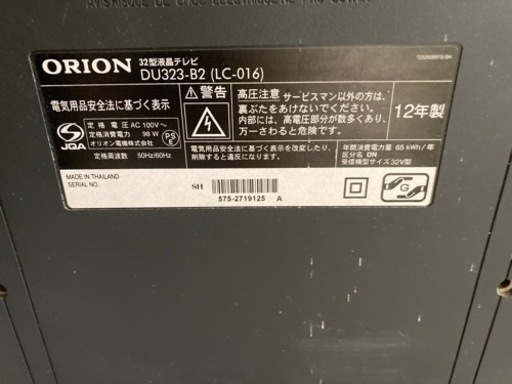 ORION 32型液晶テレビ
DU323-B2 (LC-016)
電気用品安全法に基づく表示
JQA
定格電圧 AC 100V~
定格消費電力 98W
オリオン電機株式会社
定格周波数 50Hz/60Hz
PS
E
警告
高圧注意 サービスマン以外の方は、
裏ぶたをあけないでください。
内部には、高電圧部分が数多くあり、
万一さわると危険です。
12年製
電気用品安全法に基づくこの表示を変更したり、
削除すると違反になります。
年間消費電力量 65 kWh/年
区分名 DN
受信機型サイズ 32V型
MADE IN THAILAND
SERIAL NO.
SH
575-2719125 A
G